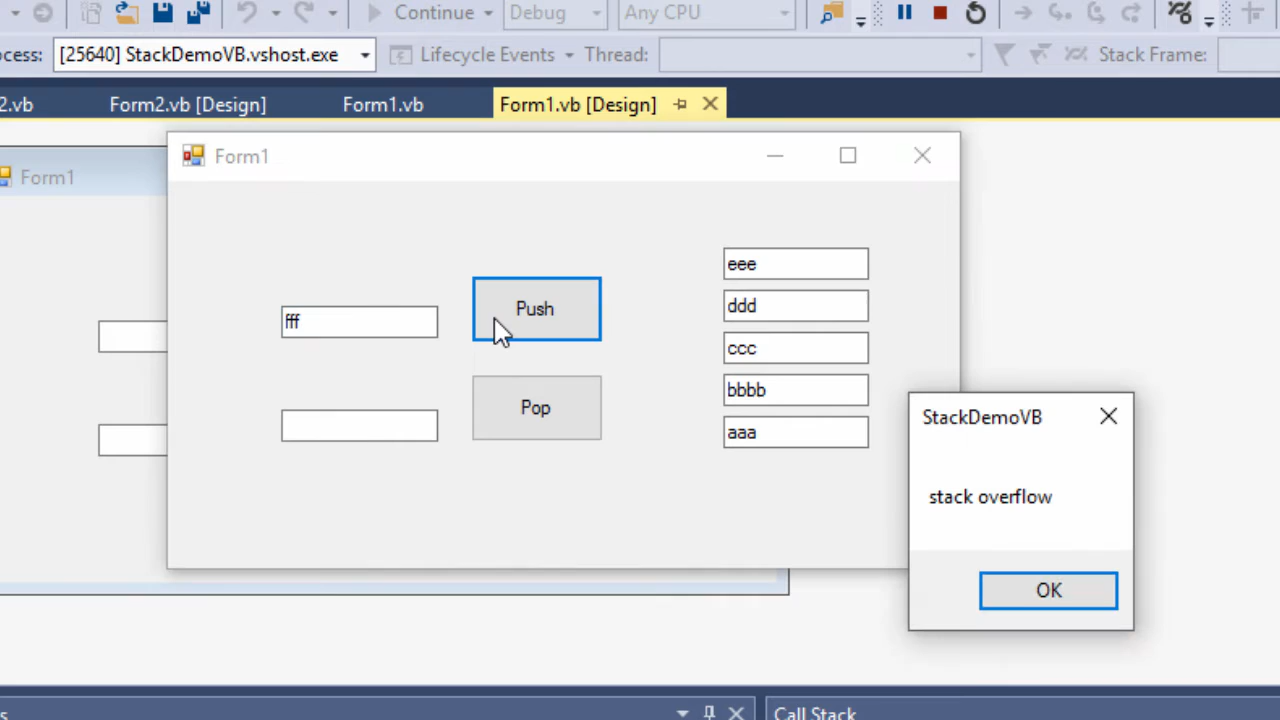 Continue Debug Any CPU
cess: [25640] StackDemoVB.vshost.exe Lifecycle Events Thread: Stack Frame:
2.vb Form2.vb [Design] Form1.vb Form1.vb [Design]
Form1
Form1
eee
Push
ddd
fff
ccc
bbbb
Pop
aaa
StackDemoVB
stack overflow
OK
s Call Stack